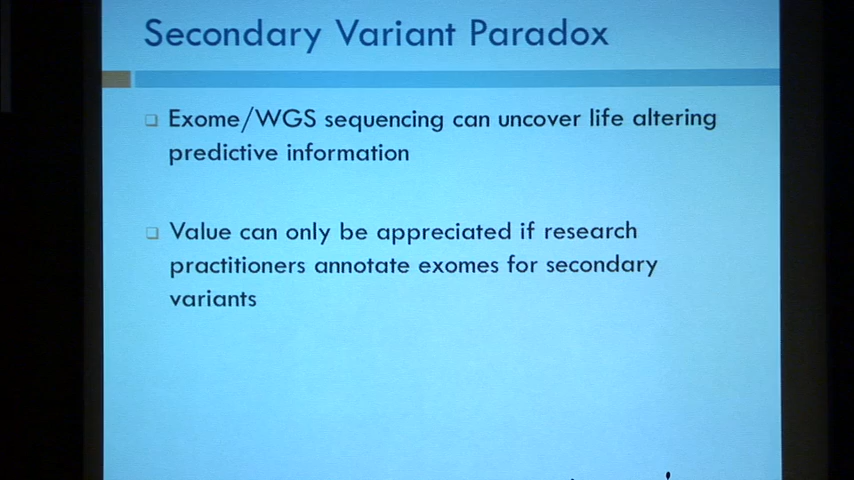 Secondary Variant Paradox
Exome/WGS sequencing can uncover life altering
predictive information
Value can only be appreciated if research
practitioners annotate exomes for secondary
variants